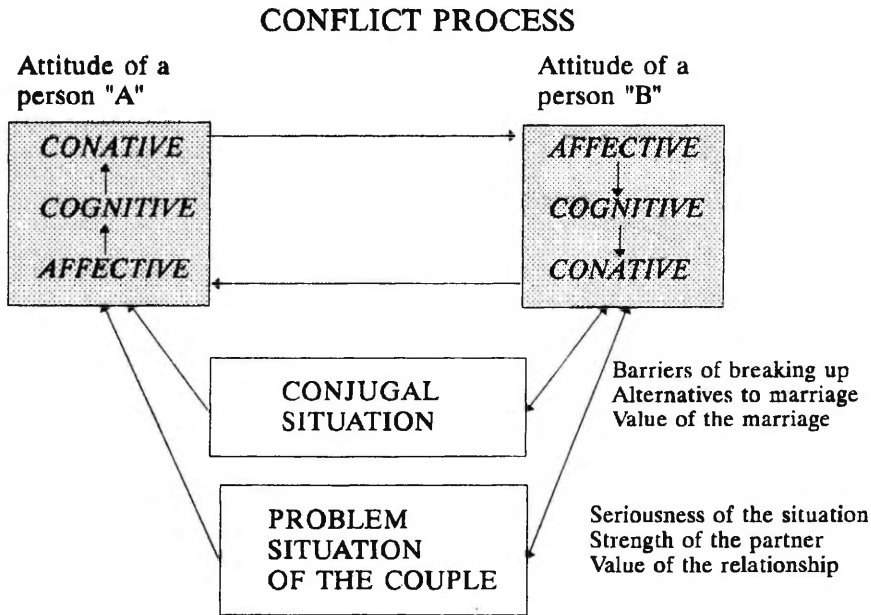 CONFLICT PROCESS
Attitude of a
person "A"
CONATIVE
COGNITIVE
AFFECTIVE
Attitude of a
person "B"
AFFECTIVE
COGNITIVE
CONATIVE
CONJUGAL
SITUATION
Barriers of breaking up
Alternatives to marriage
Value of the marriage
PROBLEM
SITUATION
OF THE COUPLE
Seriousness of the situation
Strength of the partner
Value of the relationship